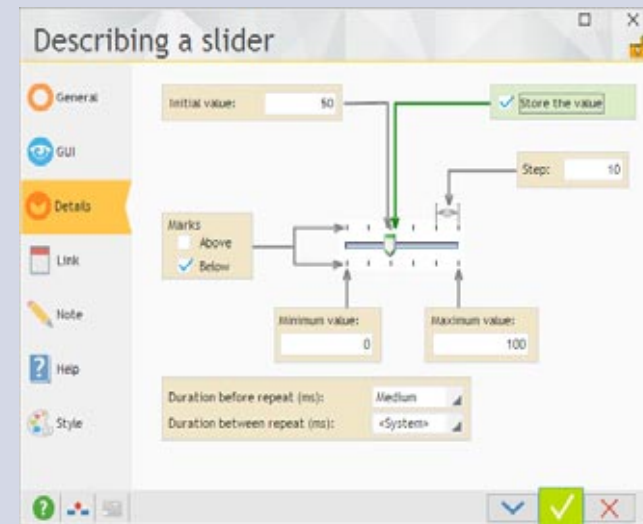 Describing a slider
General
GUI
Details
Link
Note
Help
Style
Initial value: 50
Store the value
Step: 10
Marks
Above
Below
Minimum value:
0
Maximum value:
100
Duration before repeat (ms): Medium
Duration between repeat (ms): <System>